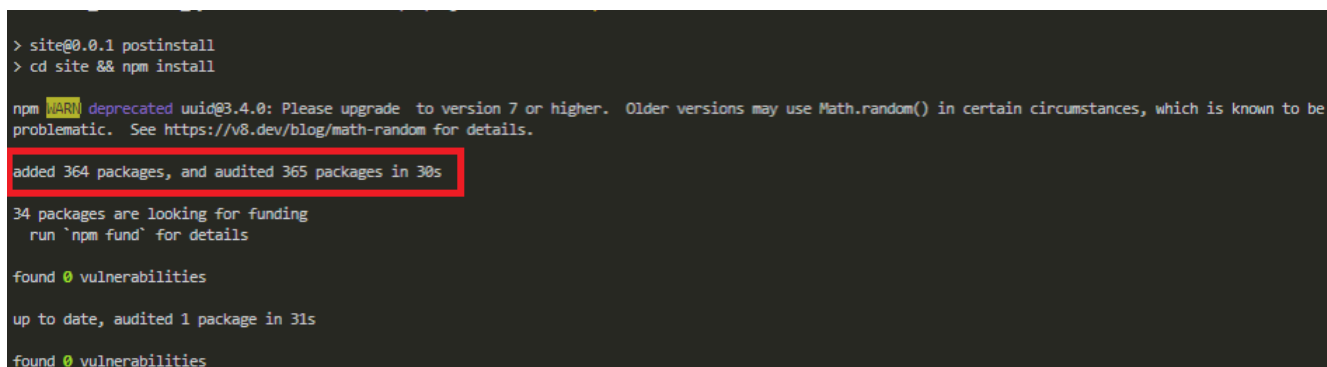 > site@0.0.1 postinstall
> cd site && npm install
npm WARN deprecated uuid@3.4.0: Please upgrade  to version 7 or higher.  Older versions may use Math.random() in certain circumstances, which is known to be
problematic.  See https://v8.dev/blog/math-random for details.
added 364 packages, and audited 365 packages in 30s
34 packages are looking for funding
  run `npm fund` for details
found 0 vulnerabilities
up to date, audited 1 package in 31s
found 0 vulnerabilities